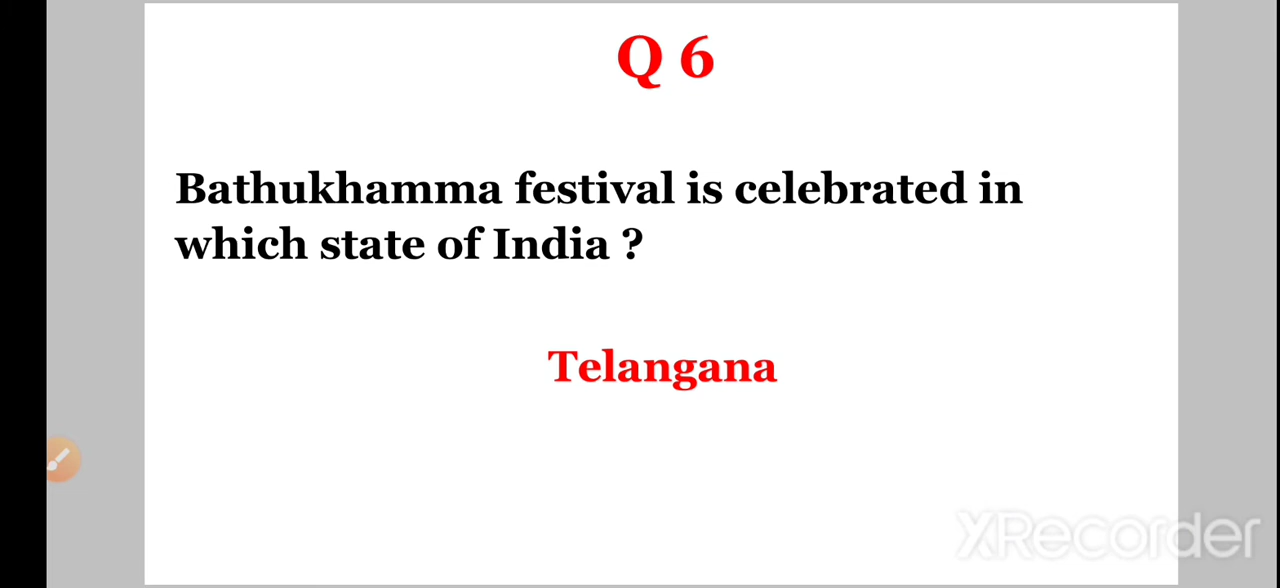 Q 6
Bathukhamma festival is celebrated in
which state of India ?
Telangana
XRecorder